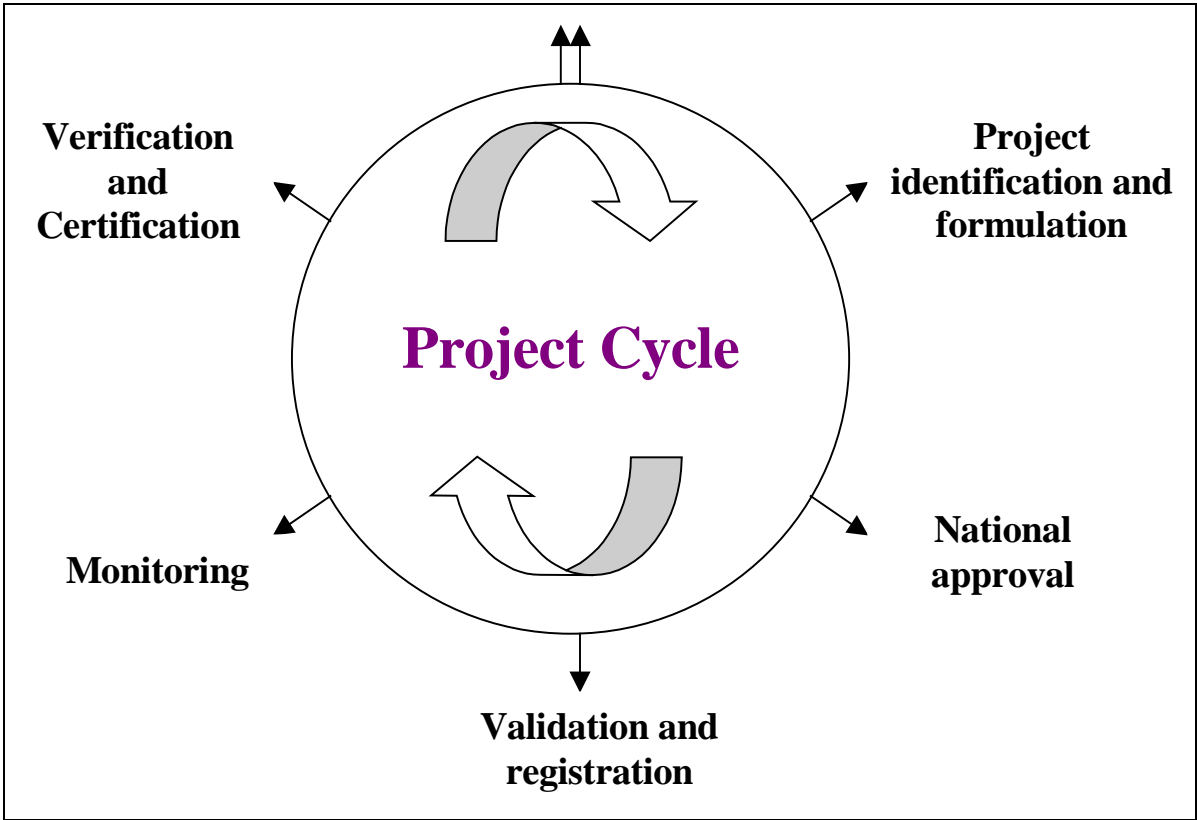 Verification
and
Certification
Project
identification and
formulation
Project Cycle
Monitoring
National
approval
Validation and
registration